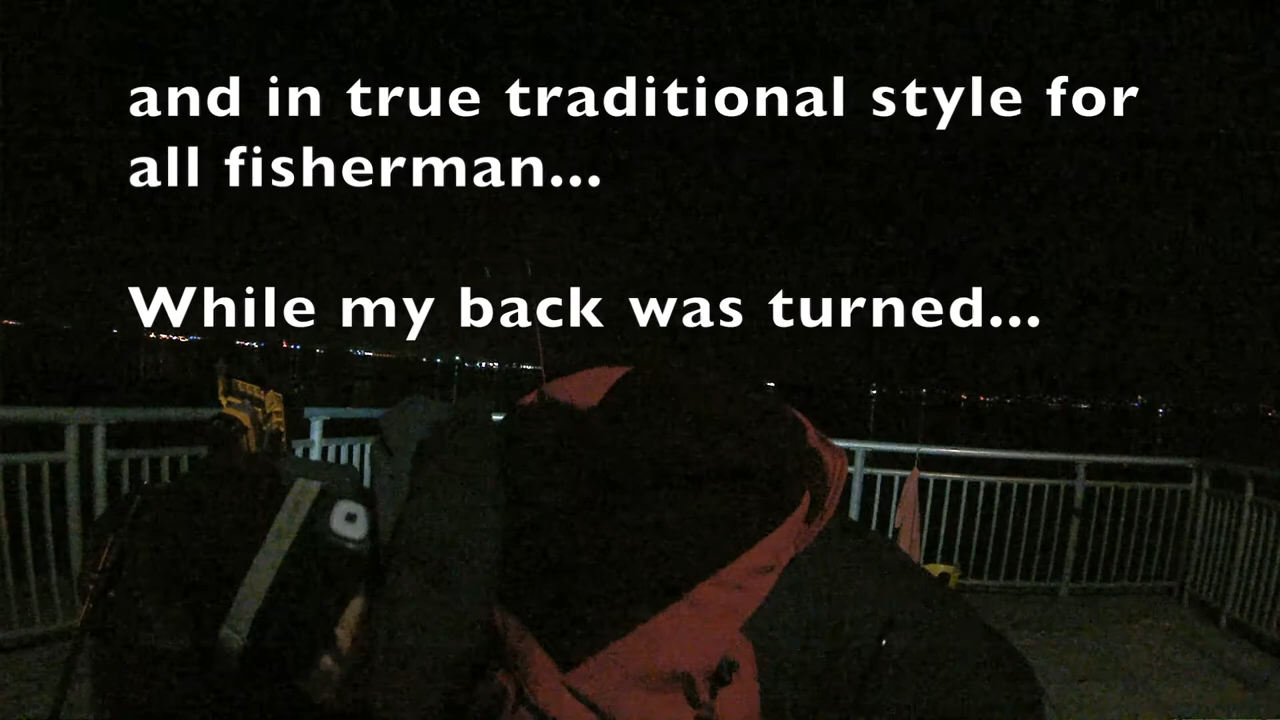 and in true traditional style for
all fisherman...
While my back was turned...